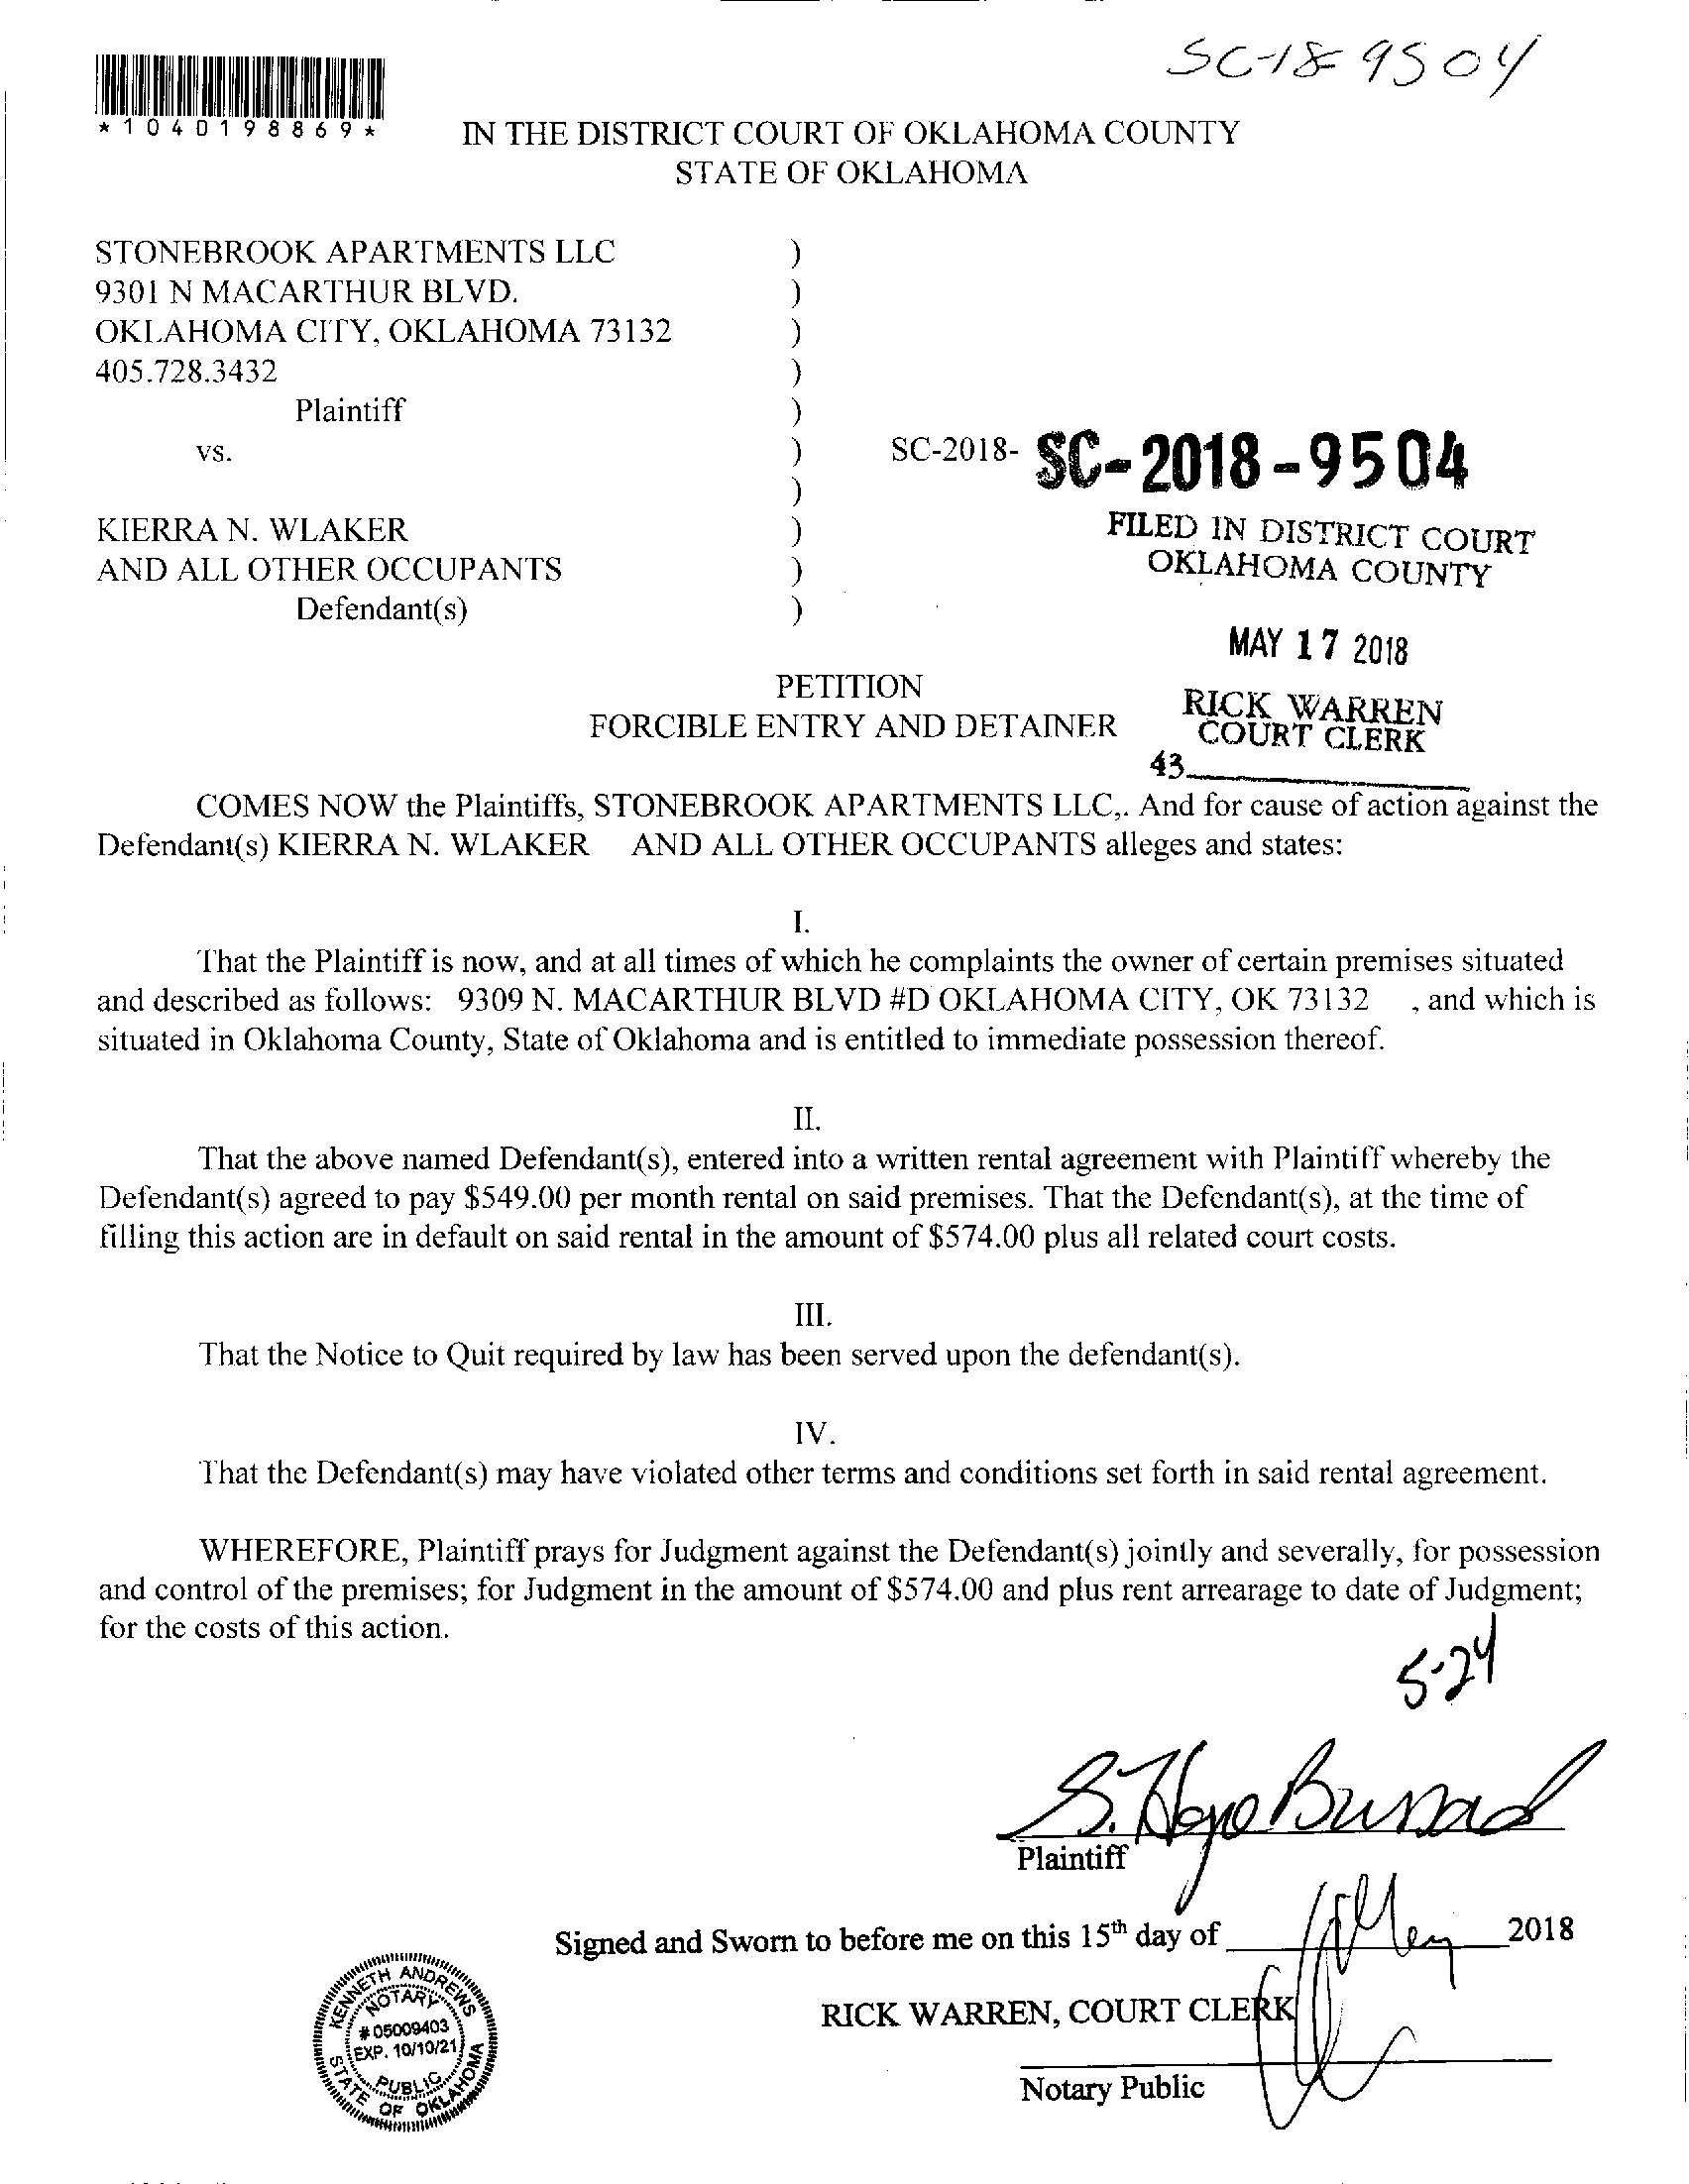 SC-18-9504
*1040198869*
IN THE DISTRICT COURT OF OKLAHOMA COUNTY
STATE OF OKLAHOMA
STONEBROOK APARTMENTS LLC )
9301 N MACARTHUR BLVD. )
OKLAHOMA CITY, OKLAHOMA 73132 )
405.728.3432 )
Plaintiff )
vs. ) SC-2018- SC-2018-9504
)
KIERRA N. WLAKER )
AND ALL OTHER OCCUPANTS )
Defendant(s) )
FILED IN DISTRICT COURT
OKLAHOMA COUNTY
MAY 17 2018
RICK WARREN
COURT CLERK
43
PETITION
FORCIBLE ENTRY AND DETAINER
COMES NOW the Plaintiffs, STONEBROOK APARTMENTS LLC,. And for cause of action against the
Defendant(s) KIERRA N. WLAKER AND ALL OTHER OCCUPANTS alleges and states:
I.
That the Plaintiff is now, and at all times of which he complaints the owner of certain premises situated
and described as follows: 9309 N. MACARTHUR BLVD #D OKLAHOMA CITY, OK 73132 , and which is
situated in Oklahoma County, State of Oklahoma and is entitled to immediate possession thereof.
II.
That the above named Defendant(s), entered into a written rental agreement with Plaintiff whereby the
Defendant(s) agreed to pay $549.00 per month rental on said premises. That the Defendant(s), at the time of
filling this action are in default on said rental in the amount of $574.00 plus all related court costs.
III.
That the Notice to Quit required by law has been served upon the defendant(s).
IV.
That the Defendant(s) may have violated other terms and conditions set forth in said rental agreement.
WHEREFORE, Plaintiff prays for Judgment against the Defendant(s) jointly and severally, for possession
and control of the premises; for Judgment in the amount of $574.00 and plus rent arrearage to date of Judgment;
for the costs of this action.
5-24
Plaintiff
Signed and Sworn to before me on this 15th day of May 2018
RICK WARREN, COURT CLERK
Notary Public
KENNETH ANDREWS
NOTARY
# 05009403
EXP. 10/10/21
PUBLIC
STATE OF OKLAHOMA